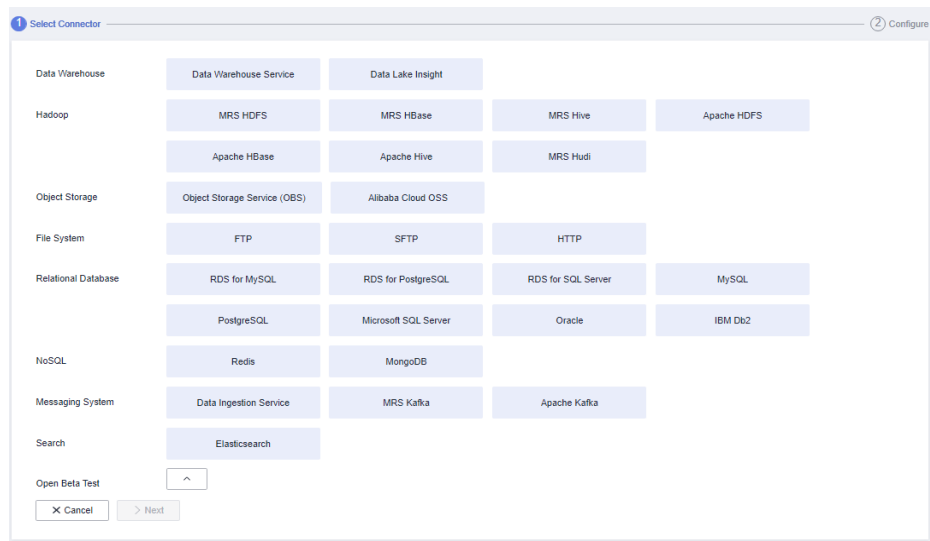 1 Select Connector 2 Configure
Data Warehouse Data Warehouse Service Data Lake Insight
Hadoop MRS HDFS MRS HBase MRS Hive Apache HDFS
Apache HBase Apache Hive MRS Hudi
Object Storage Object Storage Service (OBS) Alibaba Cloud OSS
File System FTP SFTP HTTP
Relational Database RDS for MySQL RDS for PostgreSQL RDS for SQL Server MySQL
PostgreSQL Microsoft SQL Server Oracle IBM Db2
NoSQL Redis MongoDB
Messaging System Data Ingestion Service MRS Kafka Apache Kafka
Search Elasticsearch
Open Beta Test
Cancel Next